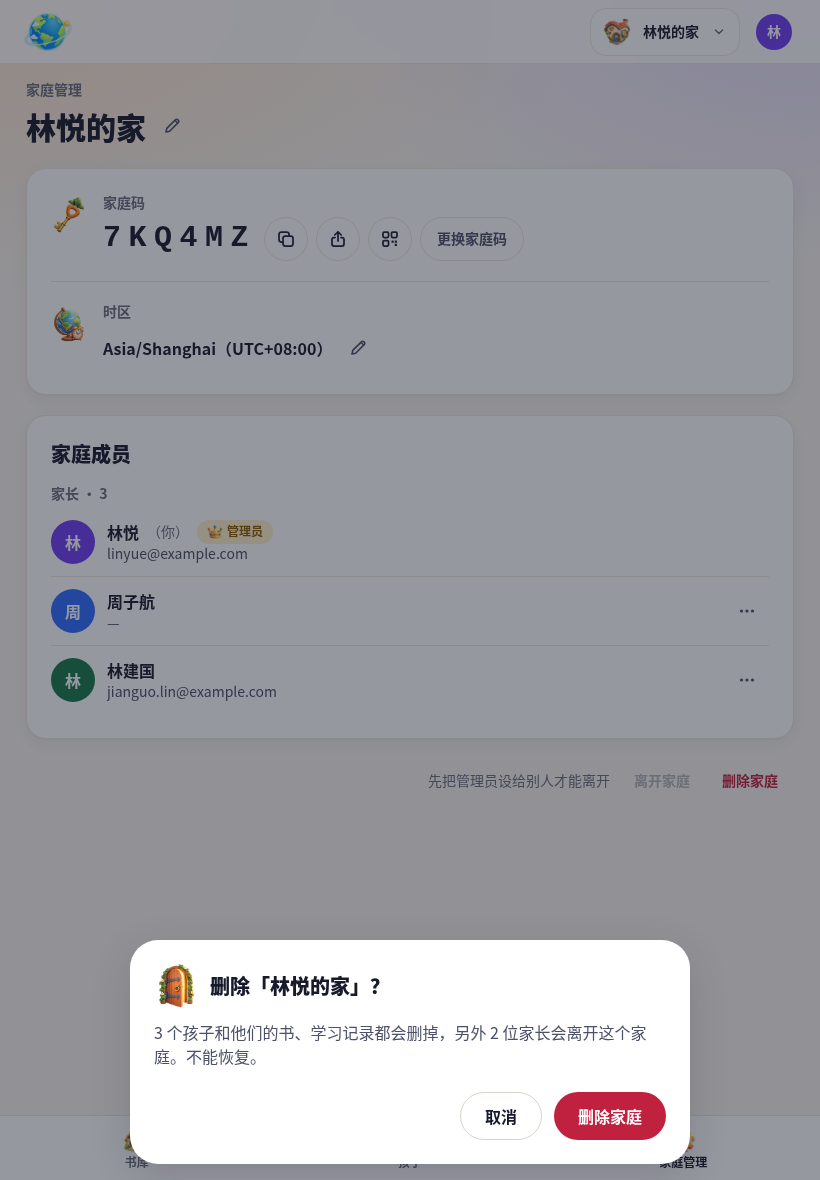 林悦的家
林
家庭管理
林悦的家
家庭码
7KQ4MZ
更换家庭码
时区
Asia/Shanghai（UTC+08:00）
家庭成员
家长 · 3
林
林悦 （你） 管理员
linyue@example.com
周
周子航
—
林
林建国
jianguo.lin@example.com
先把管理员设给别人才能离开 离开家庭 删除家庭
删除「林悦的家」?
3 个孩子和他们的书、学习记录都会删掉，另外 2 位家长会离开这个家
庭。不能恢复。
取消 删除家庭
书库 家庭管理